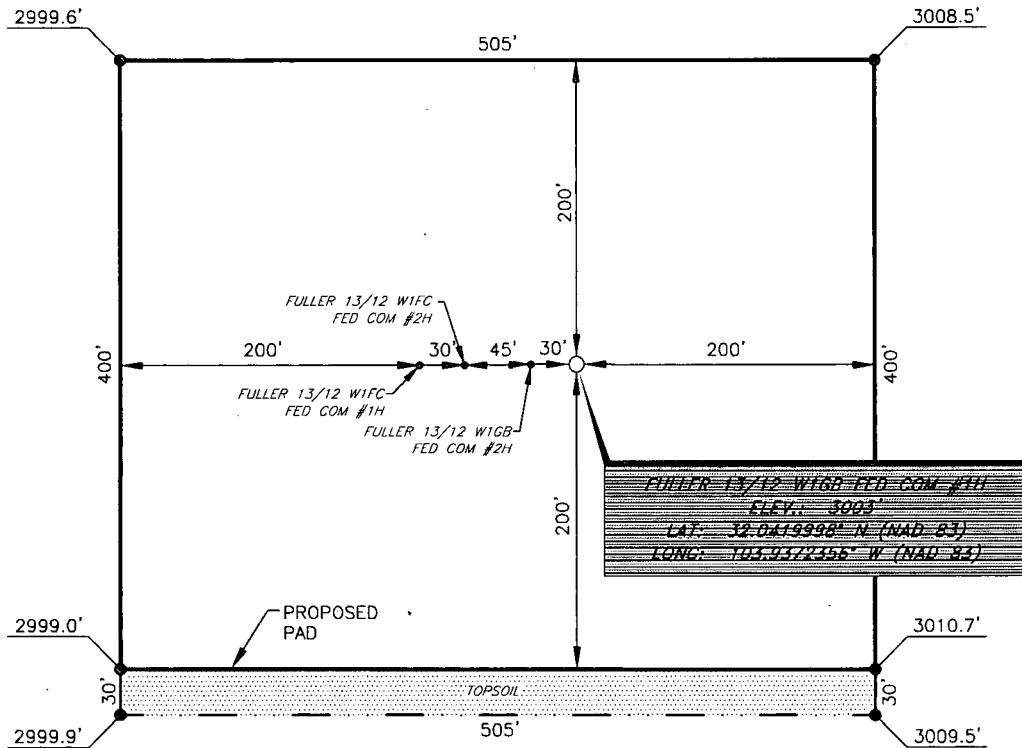 2999.6'
3008.5'
505'
200'
FULLER 13/12 W1FC
FED COM #2H
200'
30'
45'
30'
200'
400'
400'
FULLER 13/12 W1FC
FED COM #1H
FULLER 13/12 W1GB
FED COM #2H
FULLER 13/12 FED COM #1H
ELEV.: 3003'
LAT: 32.0419998° N (NAD 83)
LONG: 103.9372356° W (NAD 83)
200'
PROPOSED
PAD
2999.0'
3010.7'
30'
TOPSOIL
30'
505'
2999.9'
3009.5'